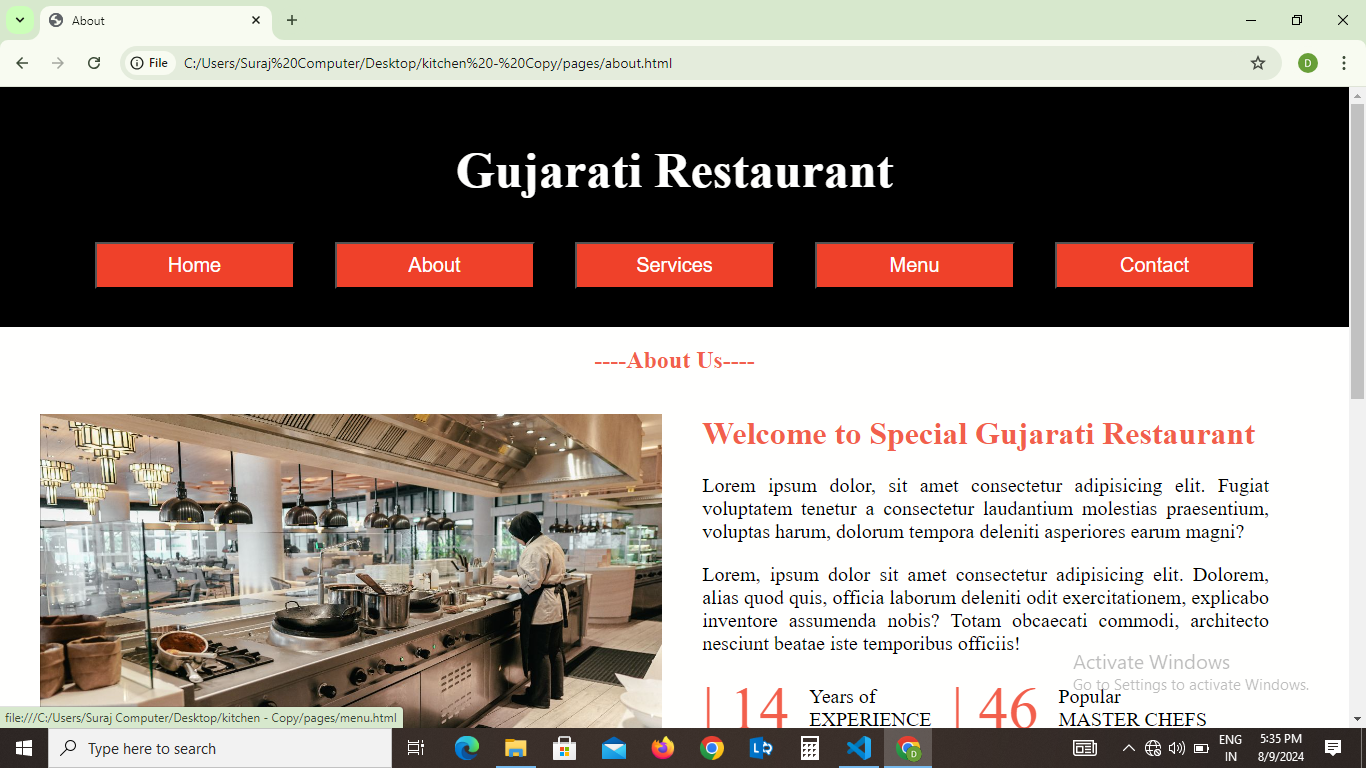 About
File
C:/Users/Suraj%20Computer/Desktop/kitchen%20-%20Copy/pages/about.html
D
Gujarati Restaurant
Home About Services Menu Contact
----About Us----
Welcome to Special Gujarati Restaurant
Lorem ipsum dolor, sit amet consectetur adipisicing elit. Fugiat
voluptatem tenetur a consectetur laudantium molestias praesentium,
voluptas harum, dolorum tempora deleniti asperiores earum magni?
Lorem, ipsum dolor sit amet consectetur adipisicing elit. Dolorem,
alias quod quis, officia laborum deleniti odit exercitationem, explicabo
inventore assumenda nobis? Totam obcaecati commodi, architecto
nesciunt beatae iste temporibus officiis!
14 Years of
EXPERIENCE
46 Popular
MASTER CHEFS
Activate Windows
Go to Settings to activate Windows.
file:///C:/Users/Suraj Computer/Desktop/kitchen - Copy/pages/menu.html
Type here to search
D
ENG
IN
5:35 PM
8/9/2024